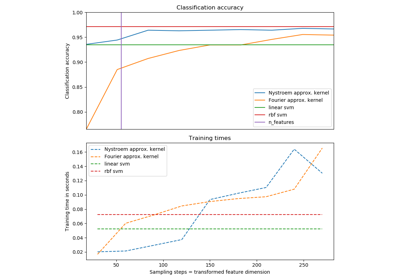 Classification accuracy
1.00
0.95
0.90
0.85
0.80
Classification accuracy
Nystroem approx. kernel
Fourier approx. kernel
linear svm
rbf svm
n_features
Training times
0.16
0.14
0.12
0.10
0.08
0.06
0.04
0.02
Training time in seconds
Nystroem approx. kernel
Fourier approx. kernel
linear svm
rbf svm
50
100
150
200
250
Sampling steps = transformed feature dimension